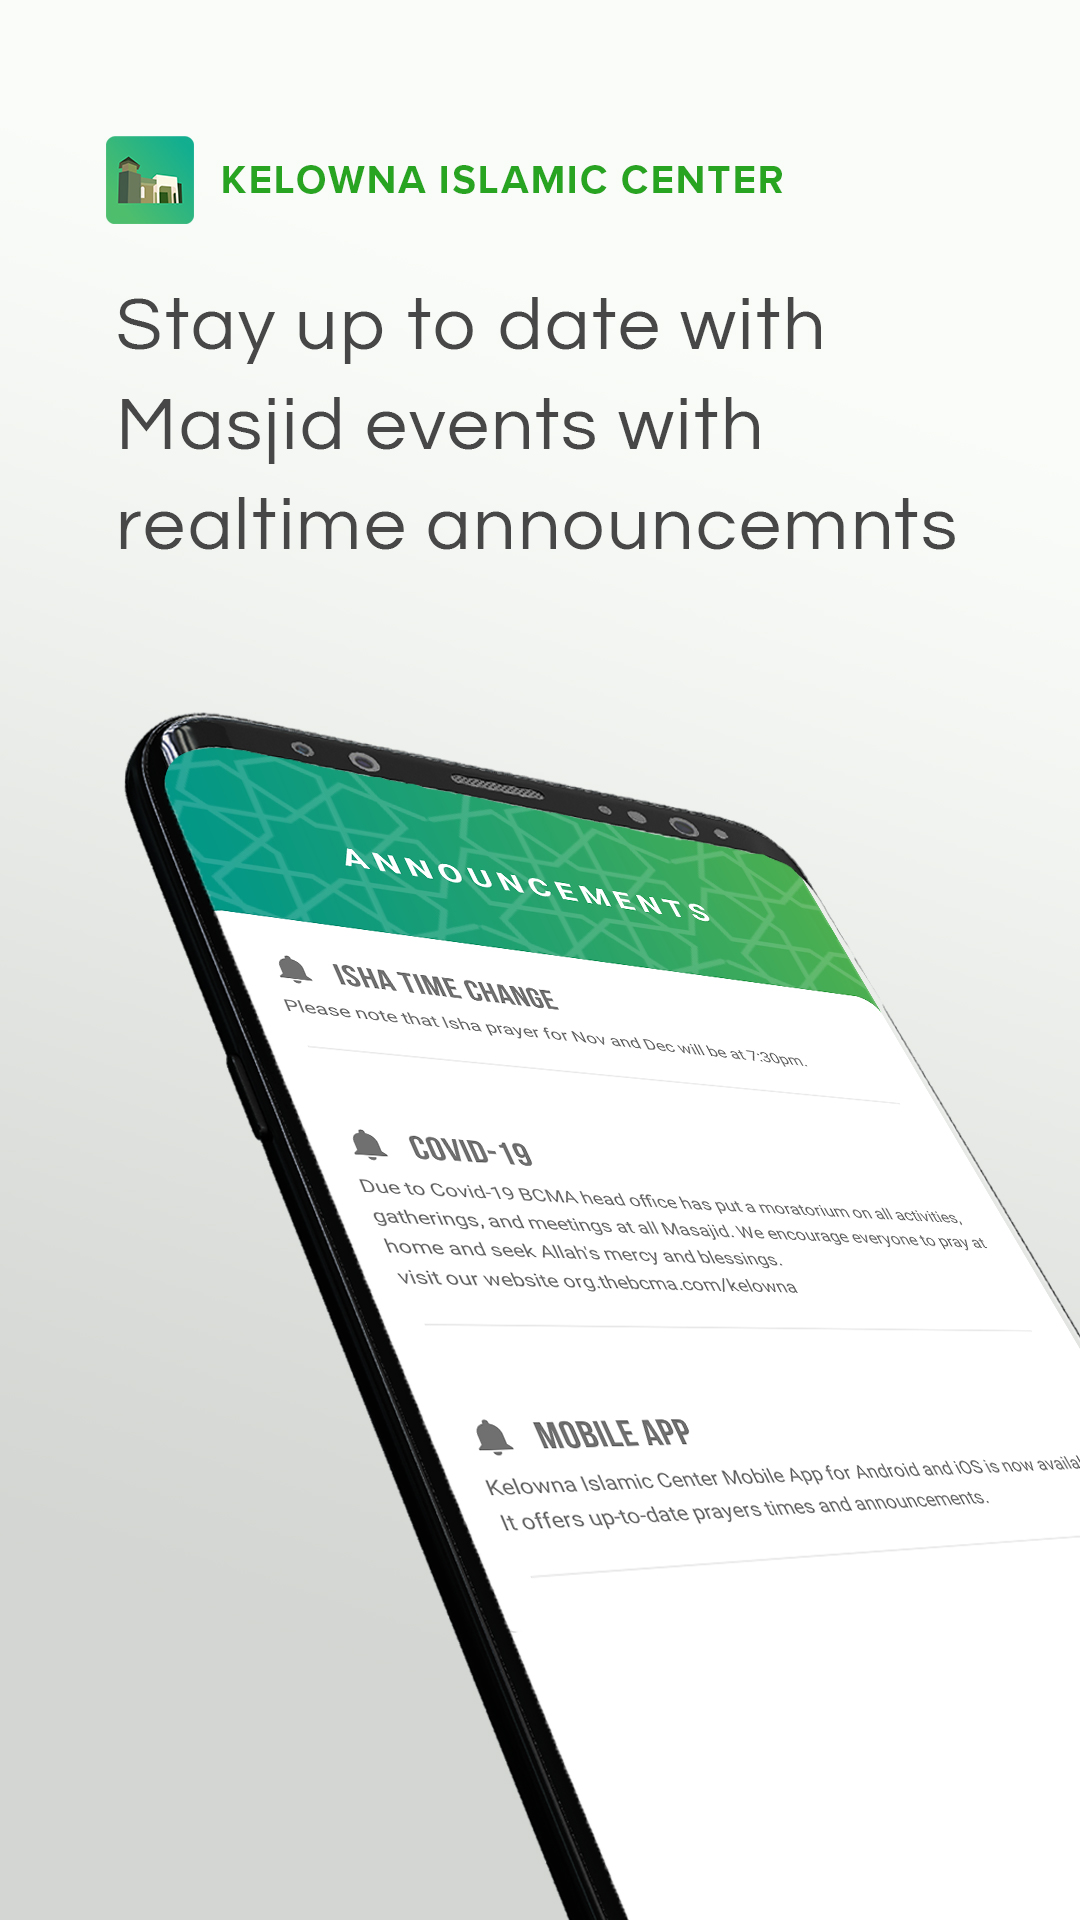 KELOWNA ISLAMIC CENTER
Stay up to date with
Masjid events with
realtime announcemnts
ANNOUNCEMENTS
ISHA TIME CHANGE
Please note that Isha prayer for Nov and Dec will be at 7:30pm.
COVID-19
Due to Covid-19 BCMA head office has put a moratorium on all activities,
gatherings, and meetings at all Masajid. We encourage everyone to pray at
home and seek Allah's mercy and blessings.
visit our website org.thebcma.com/kelowna
MOBILE APP
Kelowna Islamic Center Mobile App for Android and iOS is now
It offers up-to-date prayers times and announcements.